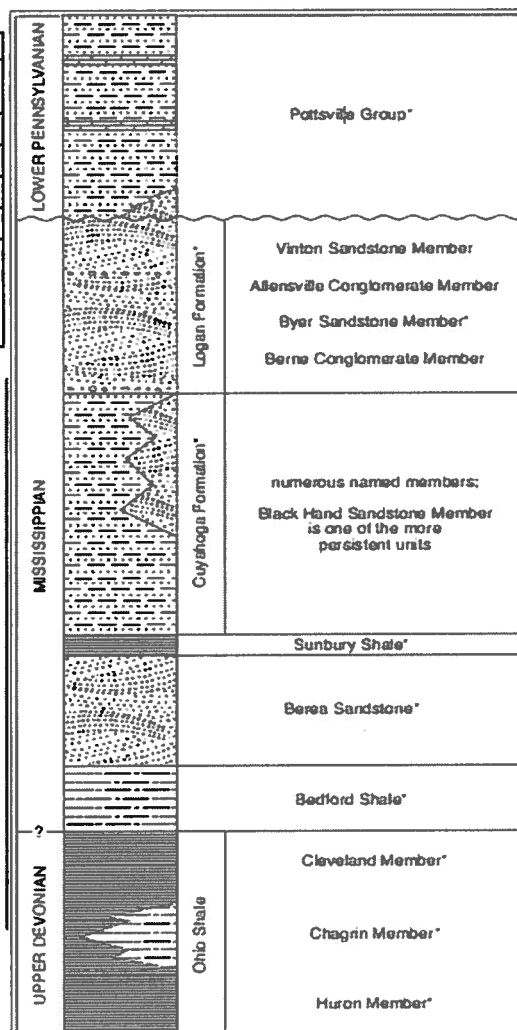 LOWER PENNSYLVANIAN
Pottsville Group*
MISSISSIPPIAN
Logan Formation*
Vinton Sandstone Member
Allensville Conglomerate Member
Byer Sandstone Member*
Berne Conglomerate Member
Cuyahoga Formation*
numerous named members;
Black Hand Sandstone Member
is one of the more
persistent units
Sunbury Shale*
Berea Sandstone*
Bedford Shale*
?
UPPER DEVONIAN
Ohio Shale
Cleveland Member*
Chagrin Member*
Huron Member*